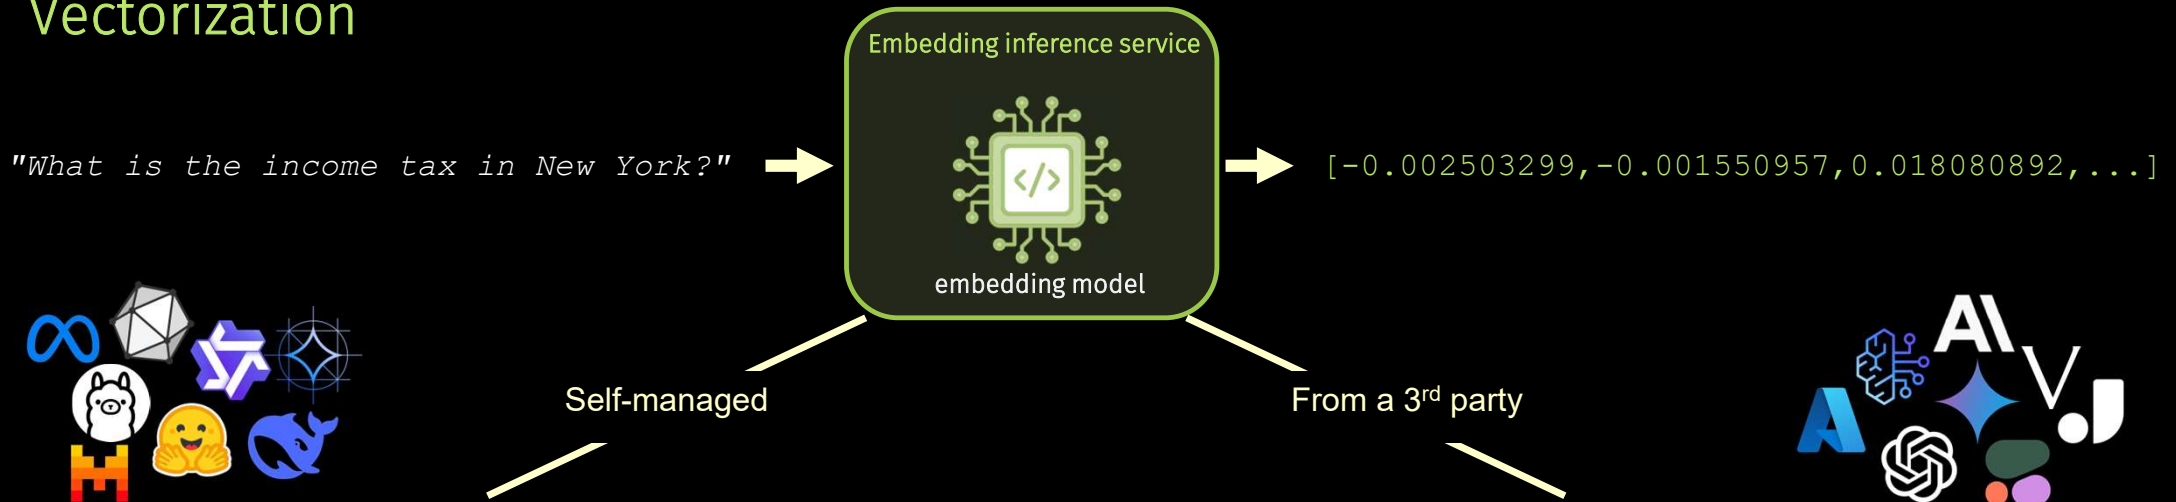 Vectorization
Embedding inference service
"What is the income tax in New York?"
</>
[-0.002503299,-0.001550957,0.018080892,...]
embedding model
AI
V
Self-managed
From a 3rd party